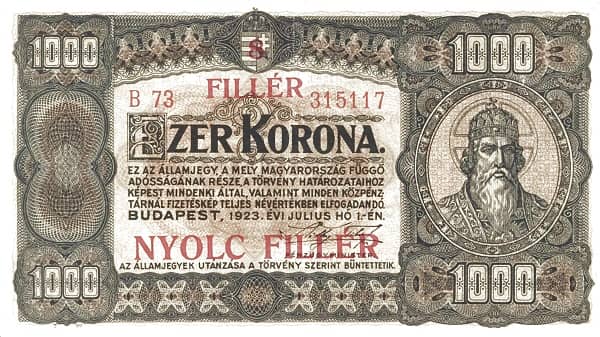 1000
1000
8
FILLÉR
B 73
315117
EZER KORONA.
EZ AZ ÁLLAMJEGY, A MELY MAGYARORSZÁG FÜGGŐ
ADÓSSÁGÁNAK RÉSZE, A TÖRVÉNY HATÁROZATAIHOZ
KÉPEST MINDENKI ÁLTAL, VALAMINT MINDEN KÖZPÉNZ-
TÁRNÁL FIZETÉSKÉP TELJES NÉVÉRTÉKBEN ELFOGADANDÓ.
BUDAPEST, 1923. ÉVI JÚLIUS HÓ 1.-ÉN.
NYOLC FILLÉR
AZ ÁLLAMJEGYEK UTÁNZÁSA A TÖRVÉNY SZERINT BÜNTETTETIK.
1000
1000